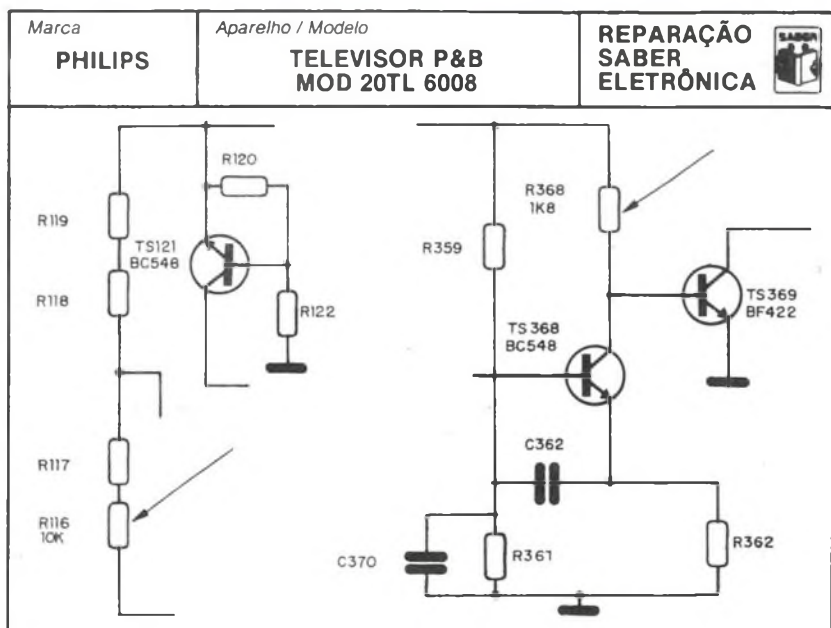 Marca
PHILIPS
Aparelho / Modelo
TELEVISOR P&B
MOD 20TL 6008
REPARAÇÃO
SABER
ELETRÔNICA
SABER
R120
R119
TS121
BC548
R118
R122
R117
R116
10K
R368
1K8
R359
TS369
BF422
TS368
BC548
C362
C370
R361
R362